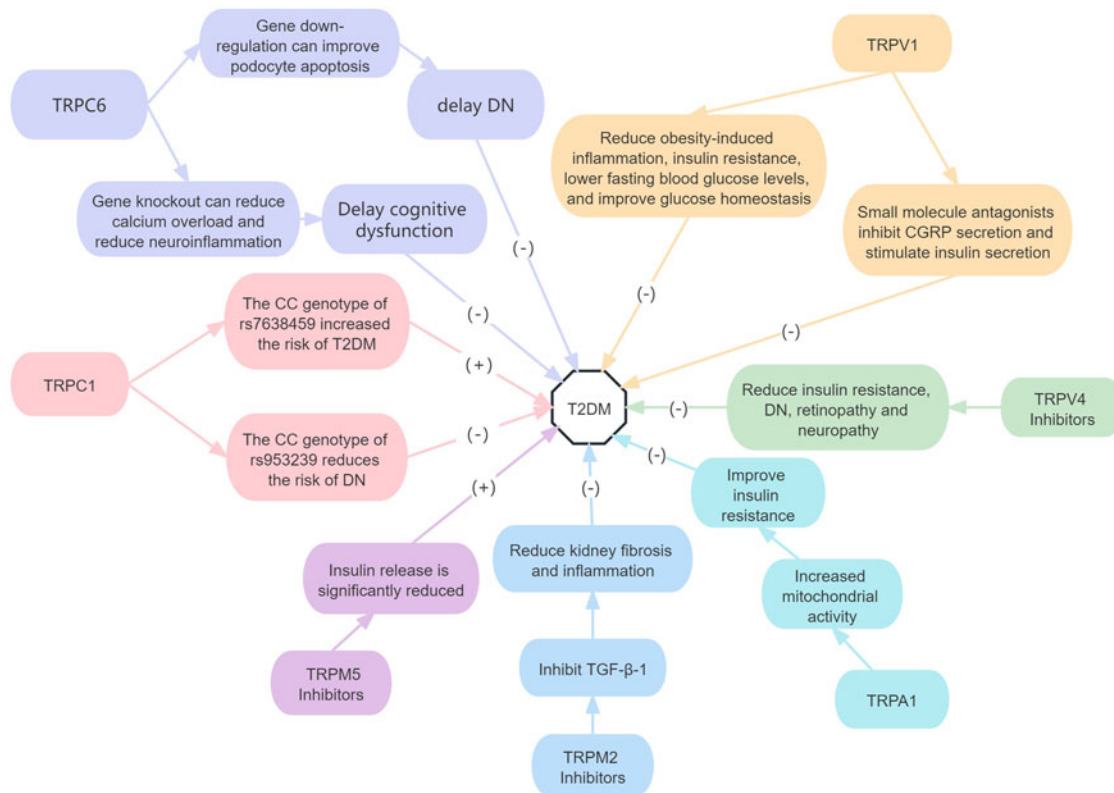 Gene down-
regulation can improve
podocyte apoptosis
TRPC6
delay DN
Gene knockout can reduce
calcium overload and
reduce neuroinflammation
Delay cognitive
dysfunction
(-)
(-)
TRPV1
Reduce obesity-induced
inflammation, insulin resistance,
lower fasting blood glucose levels,
and improve glucose homeostasis
Small molecule antagonists
inhibit CGRP secretion and
stimulate insulin secretion
(-)
(-)
The CC genotype of
rs7638459 increased
the risk of T2DM
(+)
TRPC1
The CC genotype of
rs953239 reduces
the risk of DN
(-)
T2DM
(-)
Reduce insulin resistance,
DN, retinopathy and
neuropathy
TRPV4
Inhibitors
(+)
Insulin release is
significantly reduced
TRPM5
Inhibitors
(-)
Reduce kidney fibrosis
and inflammation
Inhibit TGF-β-1
TRPM2
Inhibitors
(-)
Improve
insulin
resistance
Increased
mitochondrial
activity
TRPA1